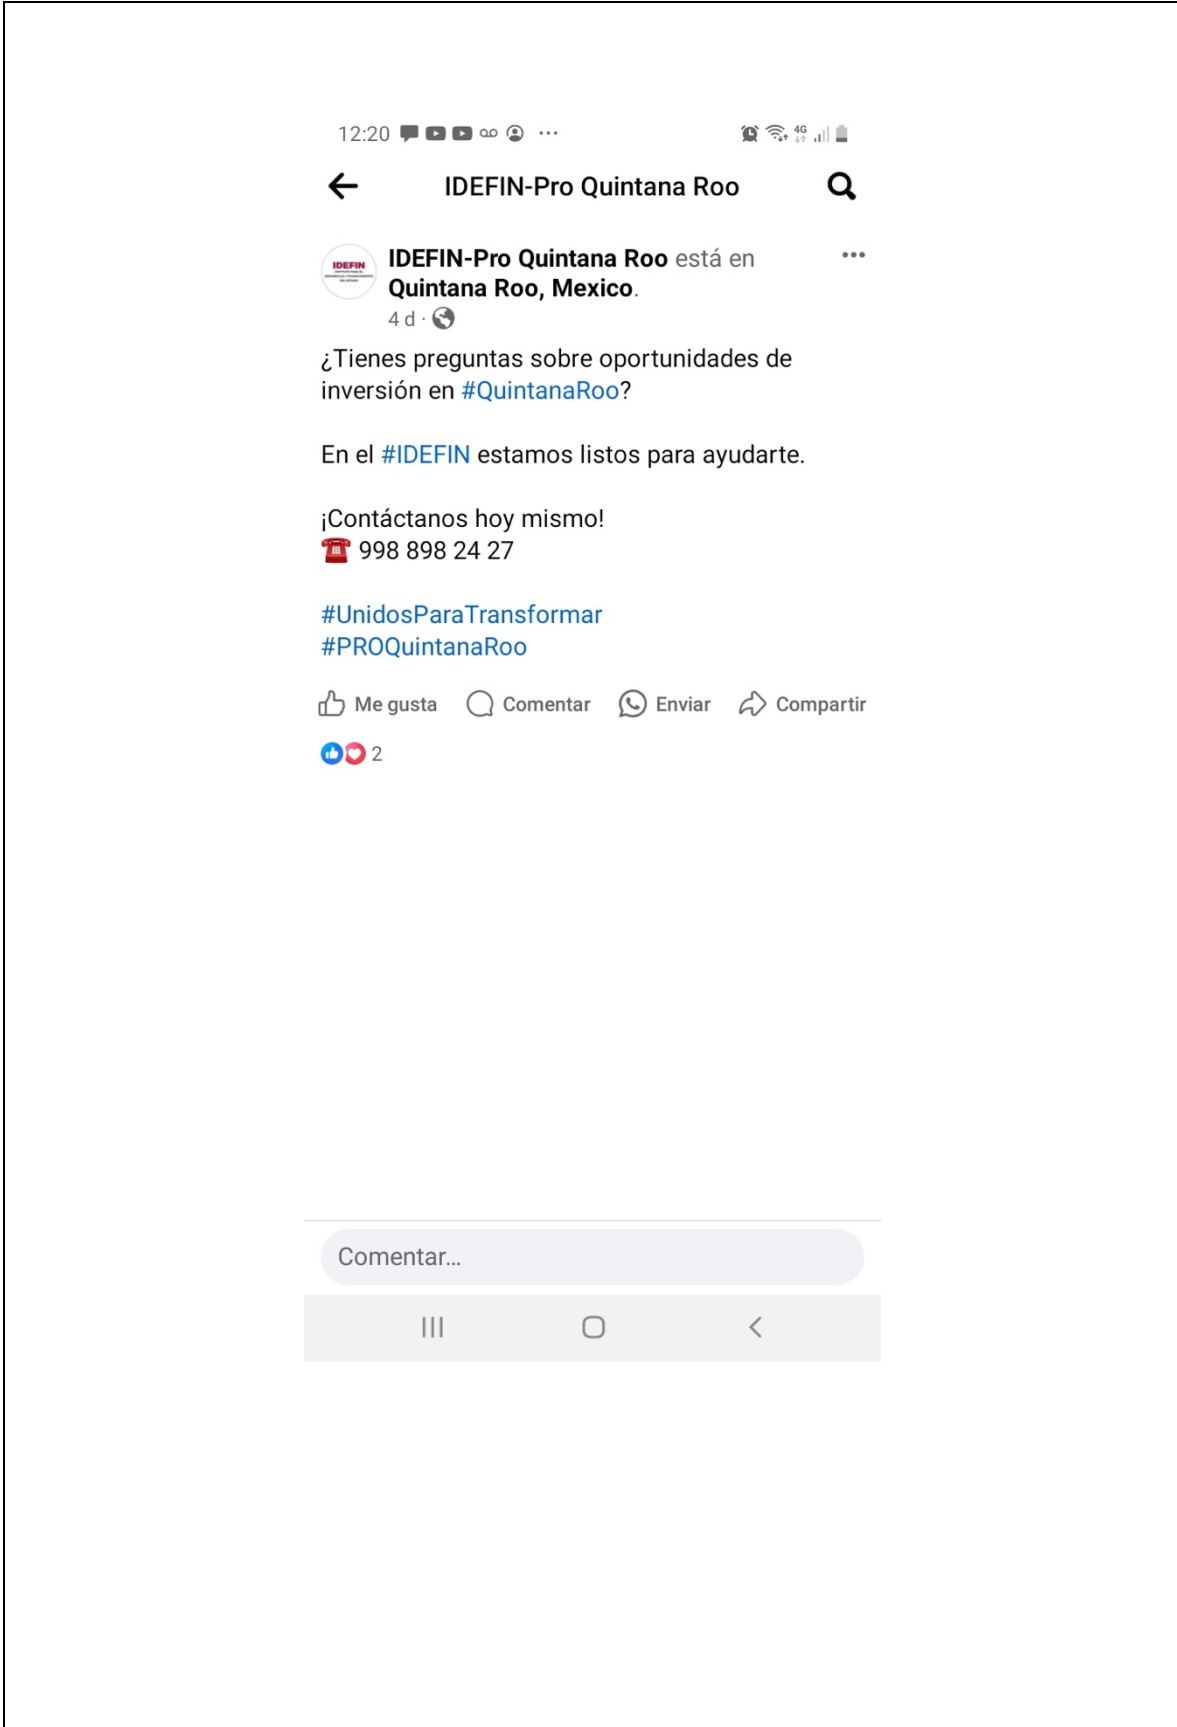 12:20
4G
IDEFIN-Pro Quintana Roo
IDEFIN
IDEFIN-Pro Quintana Roo está en
Quintana Roo, Mexico.
4 d ·
¿Tienes preguntas sobre oportunidades de
inversión en #QuintanaRoo?
En el #IDEFIN estamos listos para ayudarte.
¡Contáctanos hoy mismo!
☎️ 998 898 24 27
#UnidosParaTransformar
#PROQuintanaRoo
Me gusta Comentar Enviar Compartir
2
Comentar...